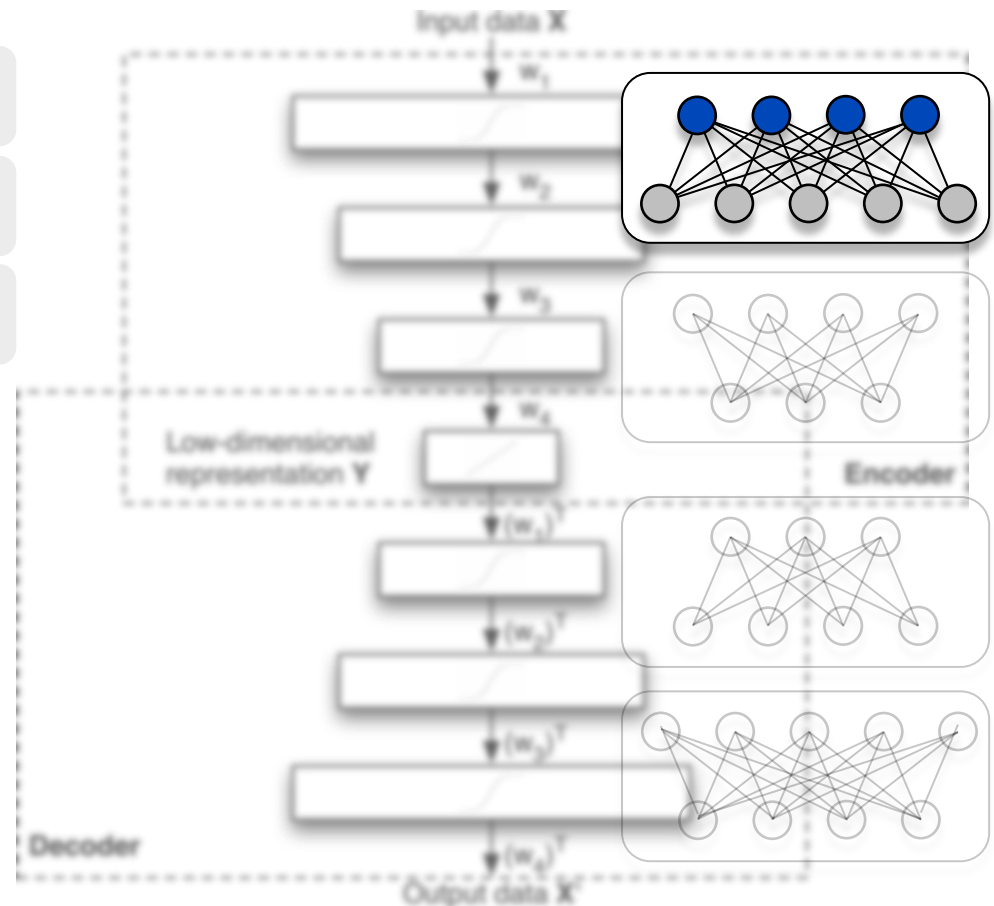 Input data X
w1
w2
w3
w4
Low-dimensional
representation Y
Encoder
(w1)T
(w2)T
(w3)T
Decoder
(w4)T
Output data X'